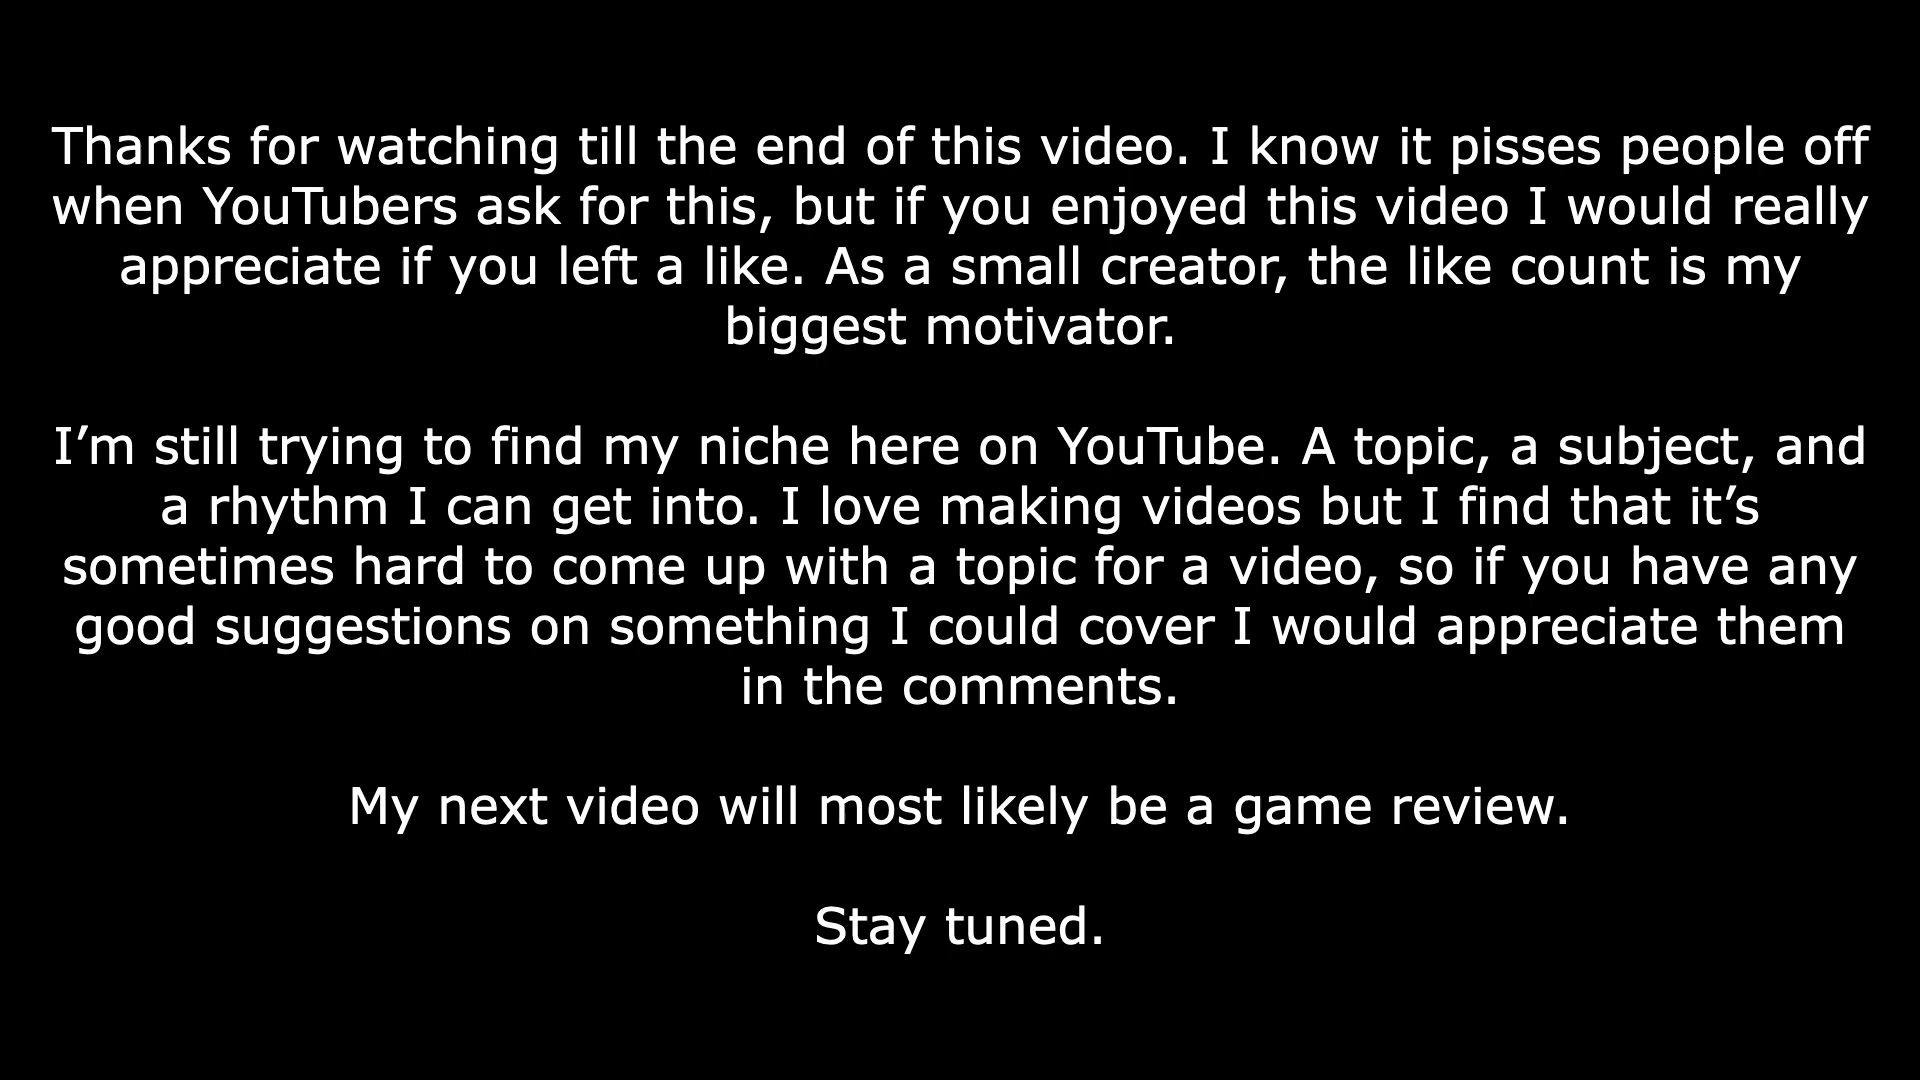 Thanks for watching till the end of this video. I know it pisses people off
when YouTubers ask for this, but if you enjoyed this video I would really
appreciate if you left a like. As a small creator, the like count is my
biggest motivator.
I’m still trying to find my niche here on YouTube. A topic, a subject, and
a rhythm I can get into. I love making videos but I find that it’s
sometimes hard to come up with a topic for a video, so if you have any
good suggestions on something I could cover I would appreciate them
in the comments.
My next video will most likely be a game review.
Stay tuned.